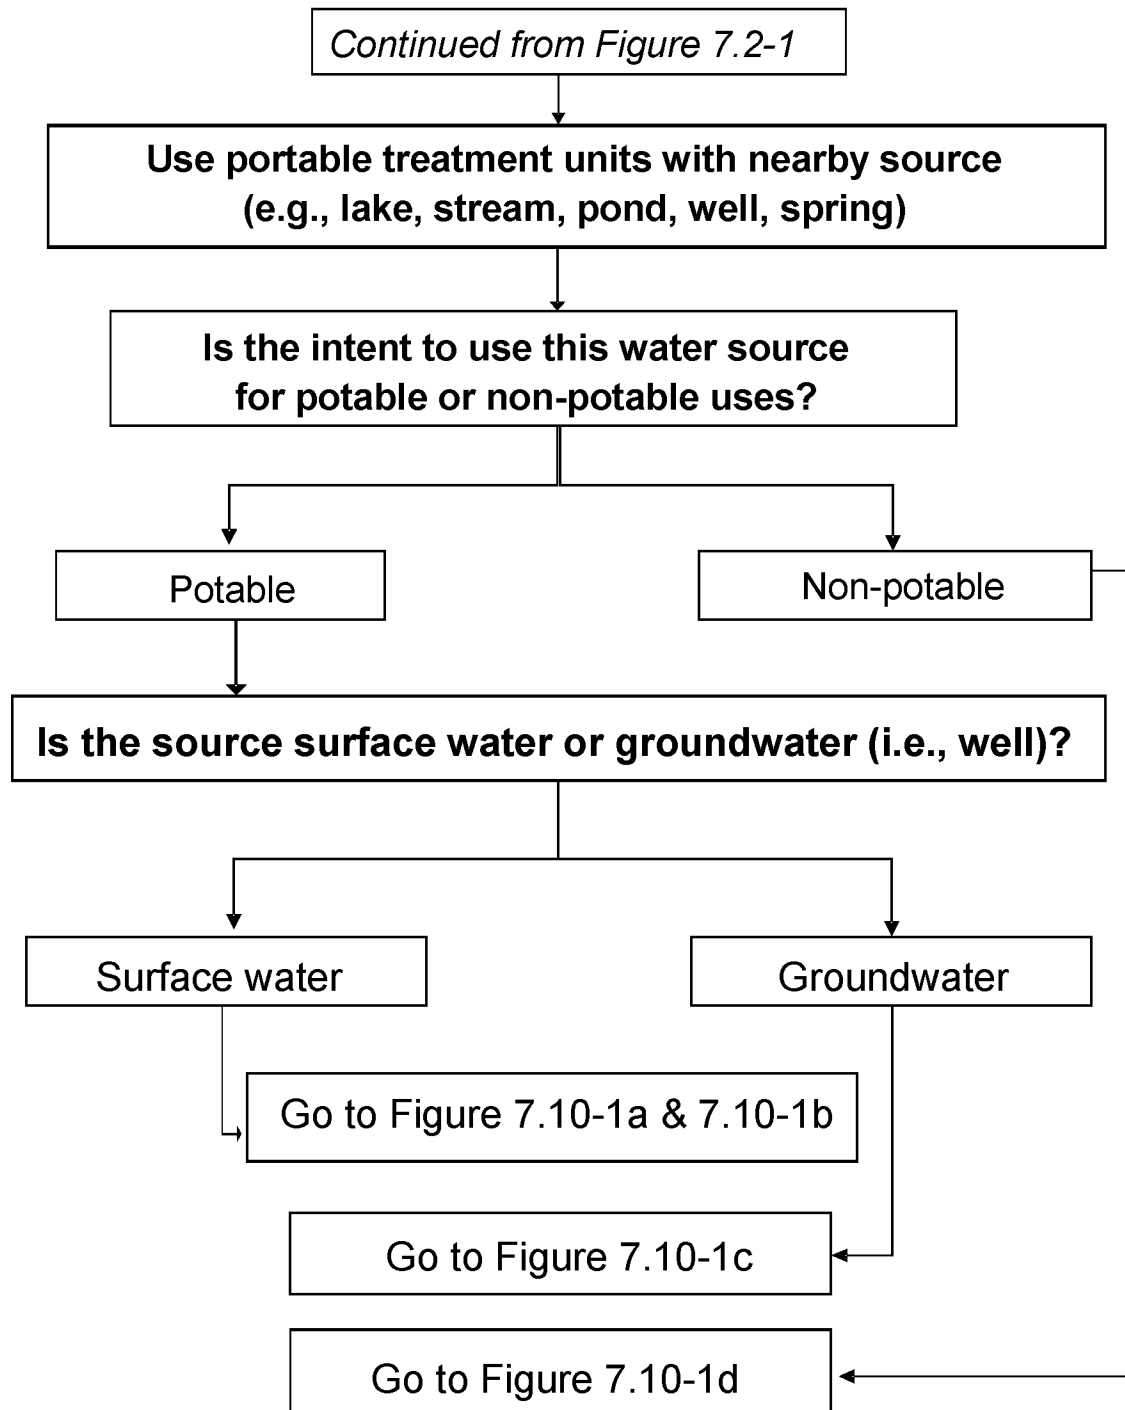 Continued from Figure 7.2-1
Use portable treatment units with nearby source
(e.g., lake, stream, pond, well, spring)
Is the intent to use this water source
for potable or non-potable uses?
Potable
Non-potable
Is the source surface water or groundwater (i.e., well)?
Surface water
Groundwater
Go to Figure 7.10-1a & 7.10-1b
Go to Figure 7.10-1c
Go to Figure 7.10-1d